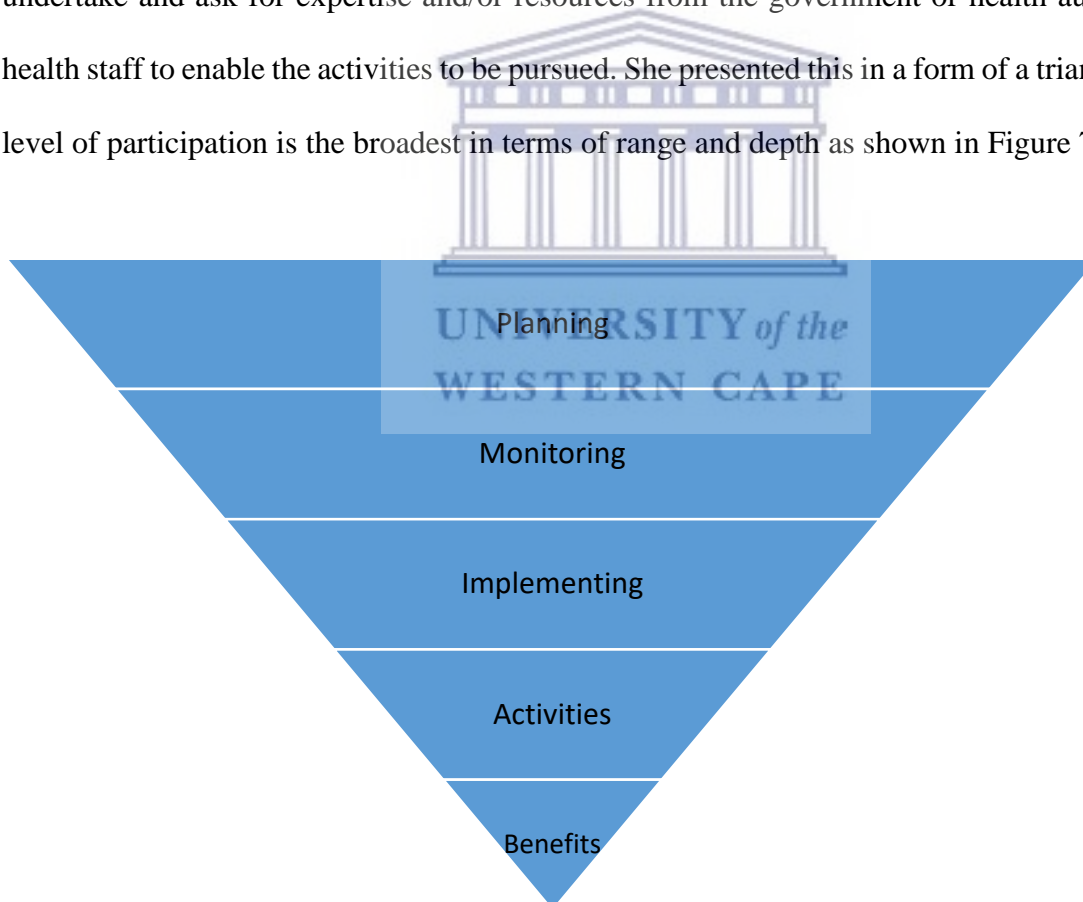 undertake and ask for expertise and/or resources from the government or health au
health staff to enable the activities to be pursued. She presented this in a form of a trian
level of participation is the broadest in terms of range and depth as shown in Figure
Planning
UNIVERSITY of the
WESTERN CAPE
Monitoring
Implementing
Activities
Benefits